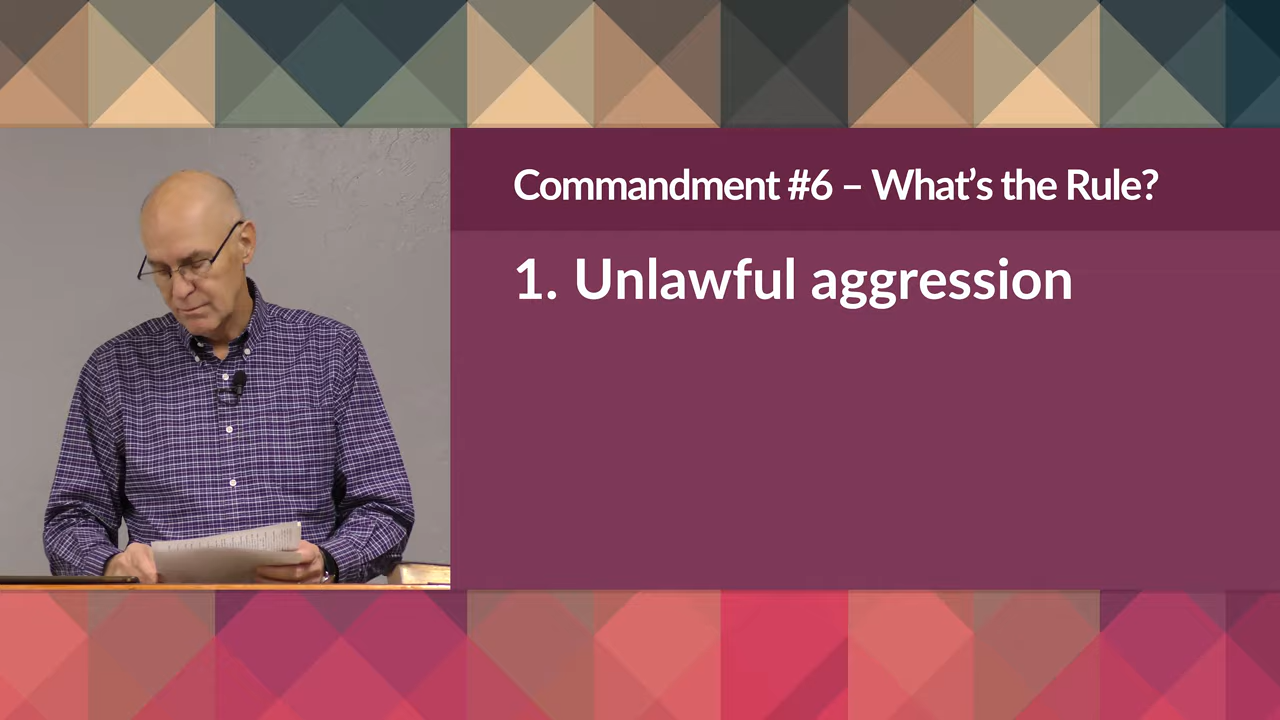 Commandment #6 – What’s the Rule?
1. Unlawful aggression